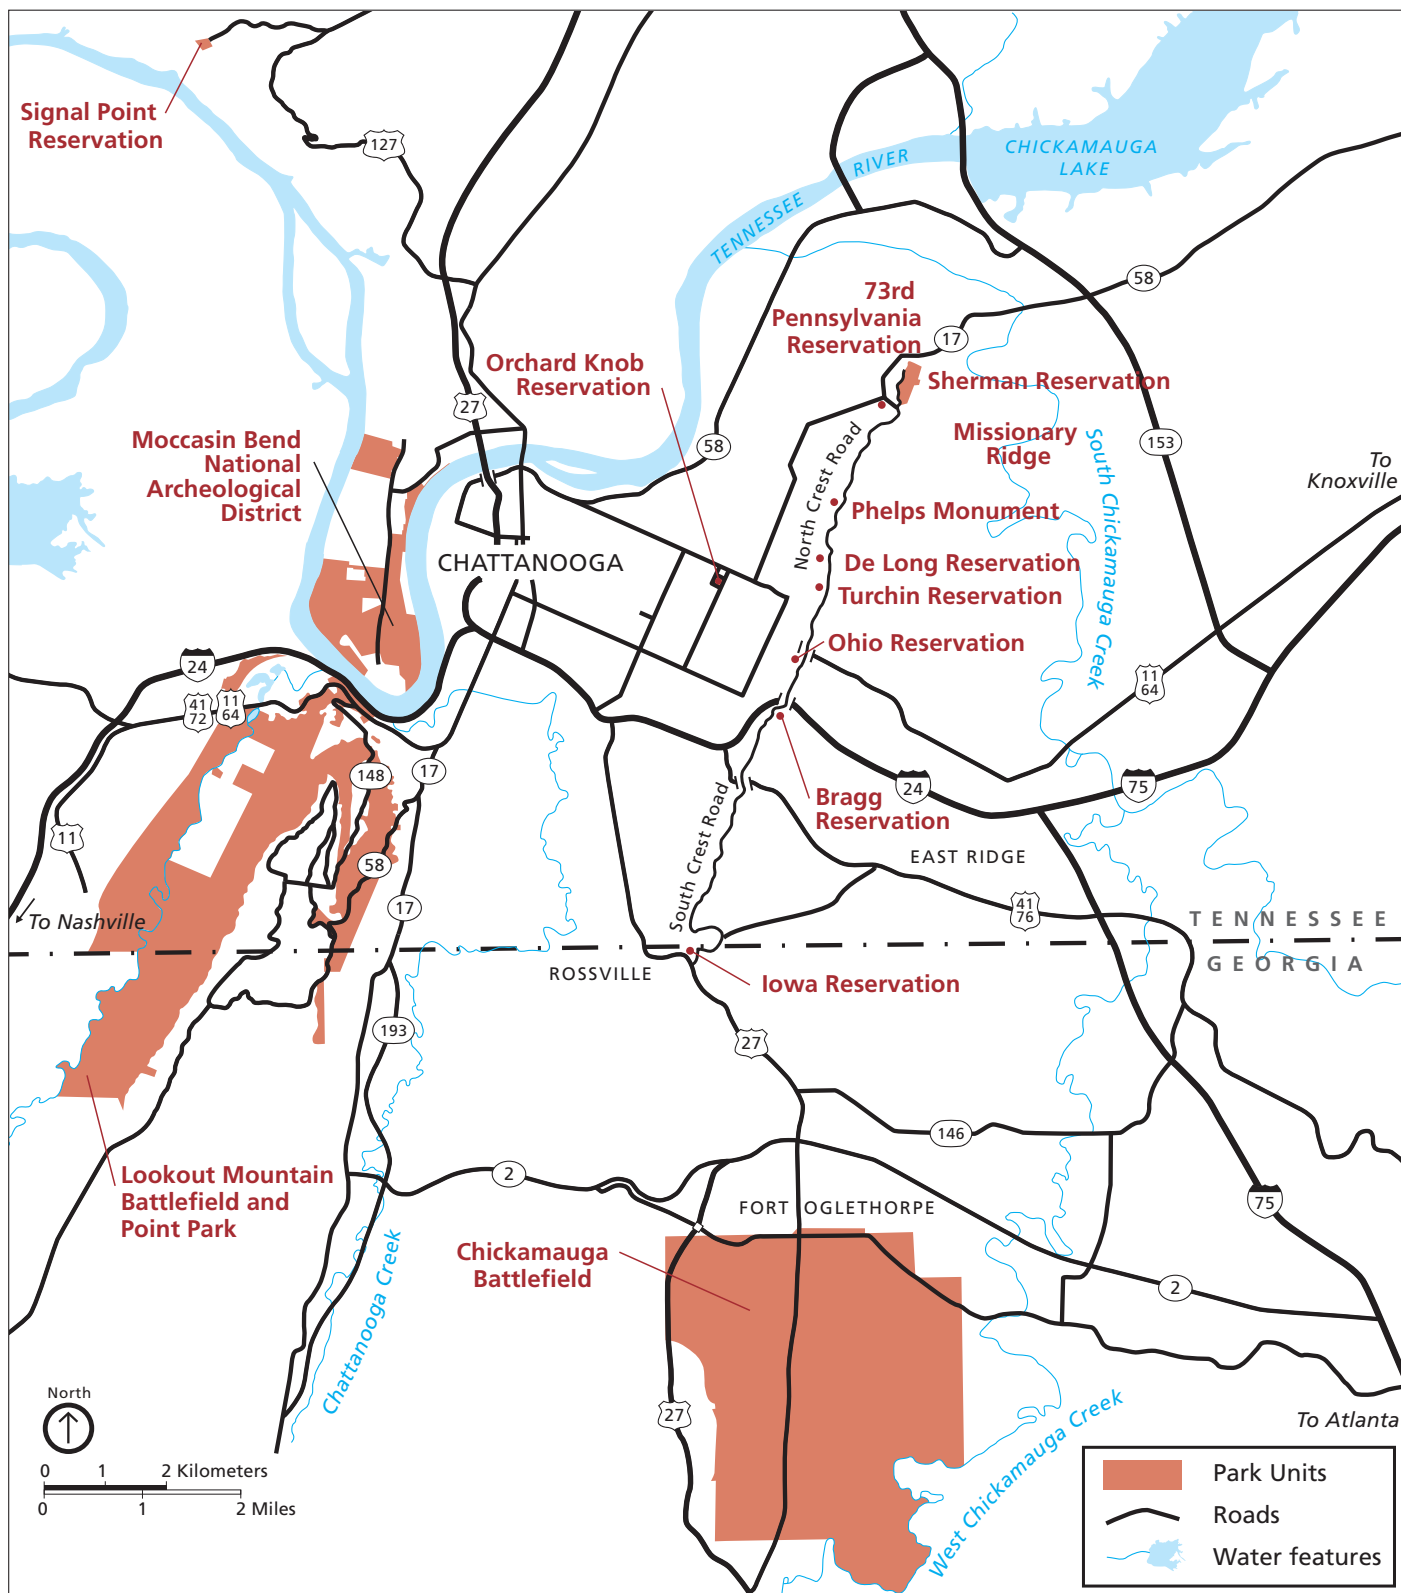 Signal Point
Reservation
127
TENNESSEE
RIVER
CHICKAMAUGA
LAKE
58
73rd
Pennsylvania
Reservation
17
Orchard Knob
Reservation
Sherman Reservation
27
Moccasin Bend
National
Archeological
District
58
Missionary
Ridge
153
To
Knoxville
North Crest Road
South Chickamauga Creek
Phelps Monument
CHATTANOOGA
De Long Reservation
Turchin Reservation
Ohio Reservation
24
41
72
11
64
11
64
148
17
Bragg
Reservation
24
75
11
58
South Crest Road
EAST RIDGE
17
41
76
To Nashville
TENNESSEE
GEORGIA
ROSSVILLE
Iowa Reservation
193
27
146
Lookout Mountain
Battlefield and
Point Park
2
FORT OGLETHORPE
75
Chickamauga
Battlefield
2
Chattanooga Creek
27
West Chickamauga Creek
To Atlanta
North
0 1 2 Kilometers
0 1 2 Miles
Park Units
Roads
Water features